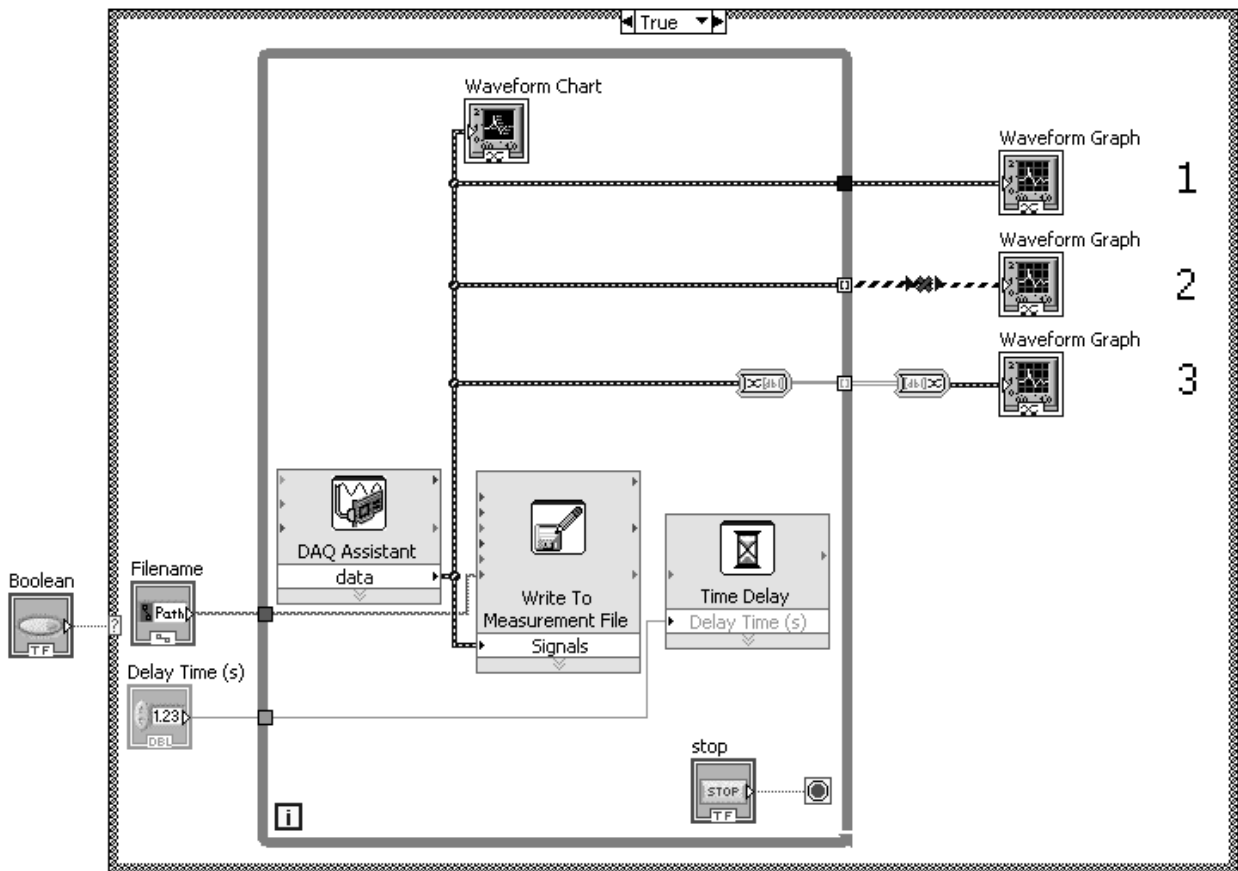 True
Waveform Chart
Waveform Graph
1
Waveform Graph
2
Waveform Graph
3
DAQ Assistant
data
Write To
Measurement File
Signals
Time Delay
Delay Time (s)
Boolean
TF
?
Filename
Path
Delay Time (s)
1.23
DBL
stop
STOP
TF
i